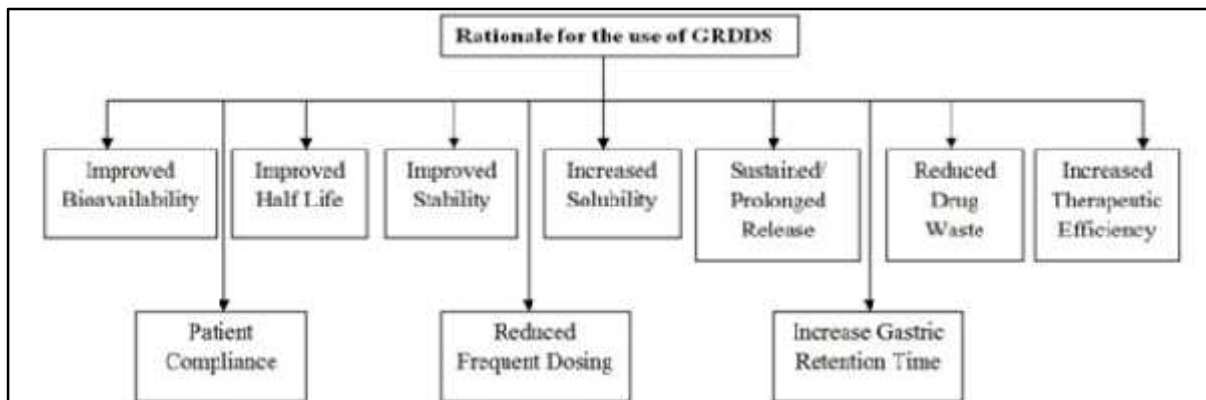 Rationale for the use of GRDDS
Improved
Bioavailability
Improved
Half Life
Improved
Stability
Increased
Solubility
Sustained/
Prolonged
Release
Reduced
Drug
Waste
Increased
Therapeutic
Efficiency
Patient
Compliance
Reduced
Frequent Dosing
Increase Gastric
Retention Time